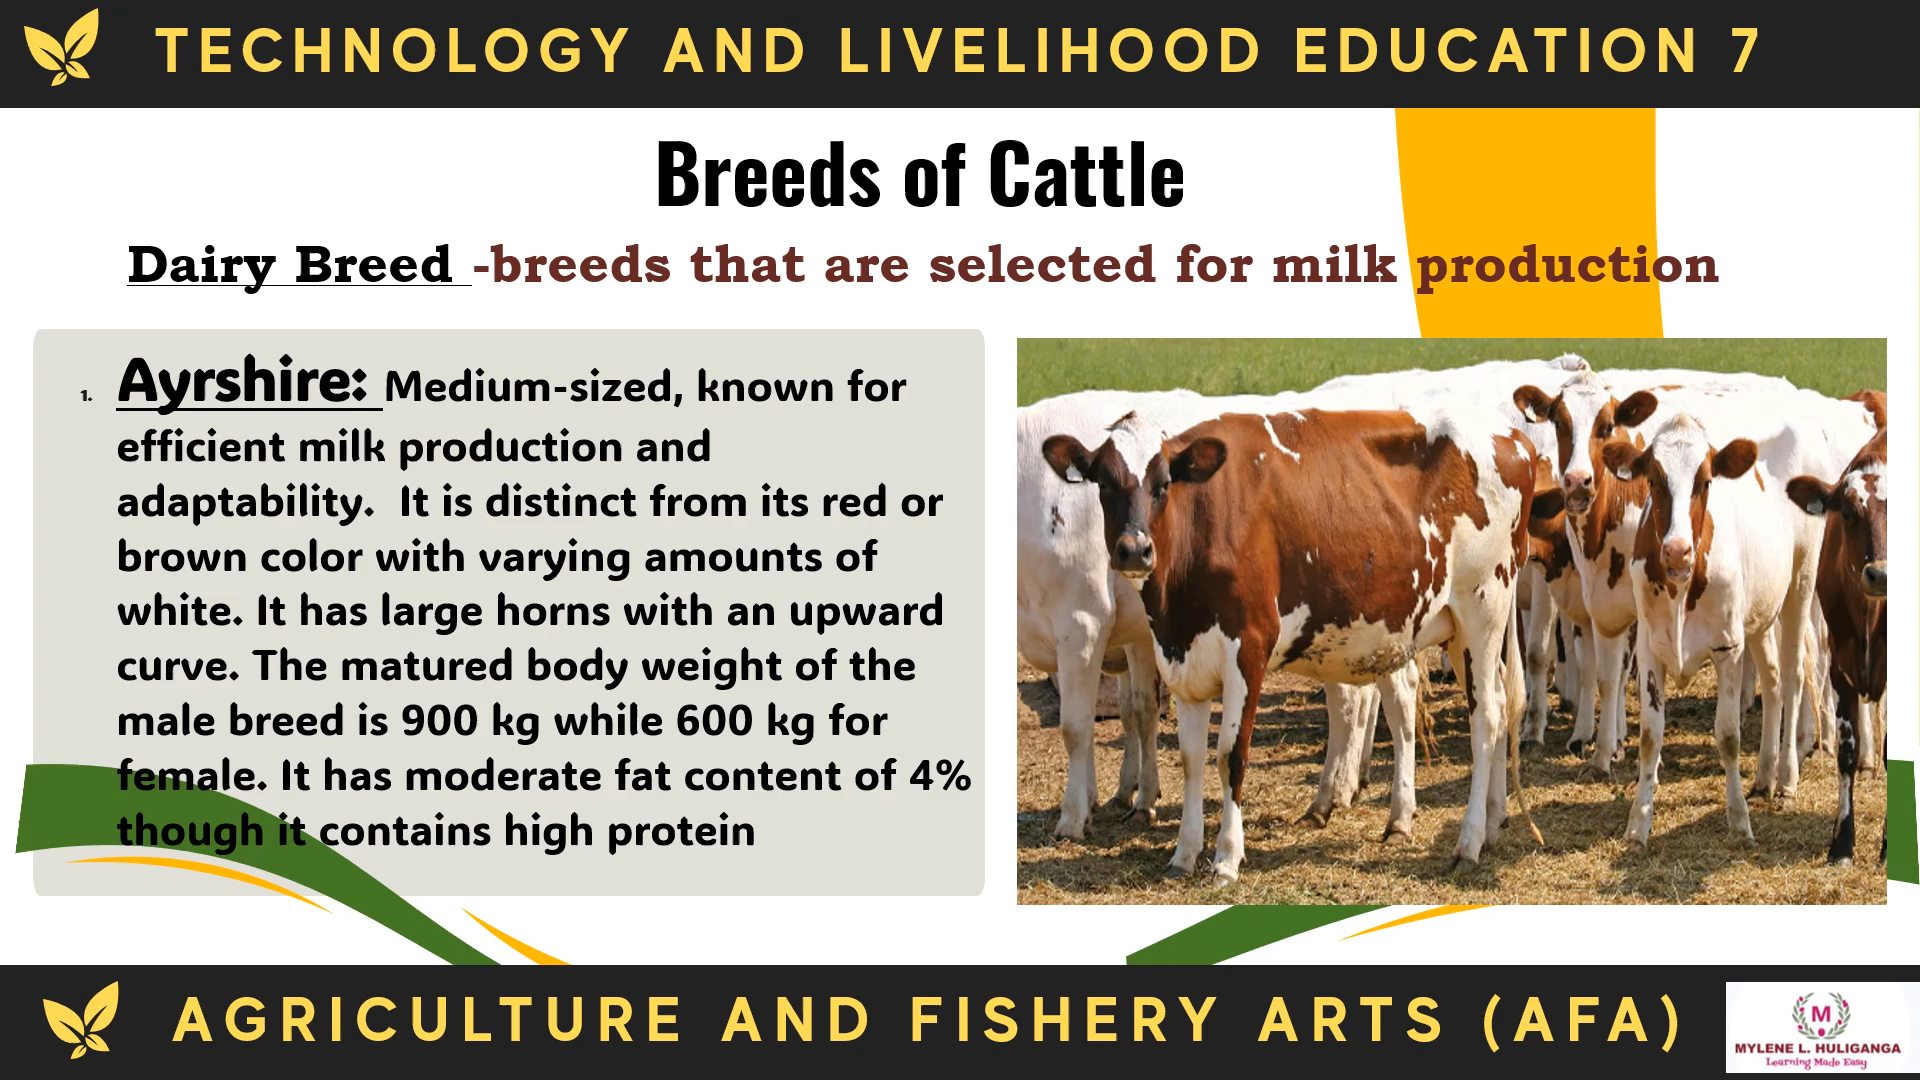 TECHNOLOGY AND LIVELIHOOD EDUCATION 7
Breeds of Cattle
Dairy Breed -breeds that are selected for milk production
1. Ayrshire: Medium-sized, known for
efficient milk production and
adaptability.  It is distinct from its red or
brown color with varying amounts of
white. It has large horns with an upward
curve. The matured body weight of the
male breed is 900 kg while 600 kg for
female. It has moderate fat content of 4%
though it contains high protein
AGRICULTURE AND FISHERY ARTS (AFA)
M
MYLENE L. HULIGANGA
Learning Made Easy